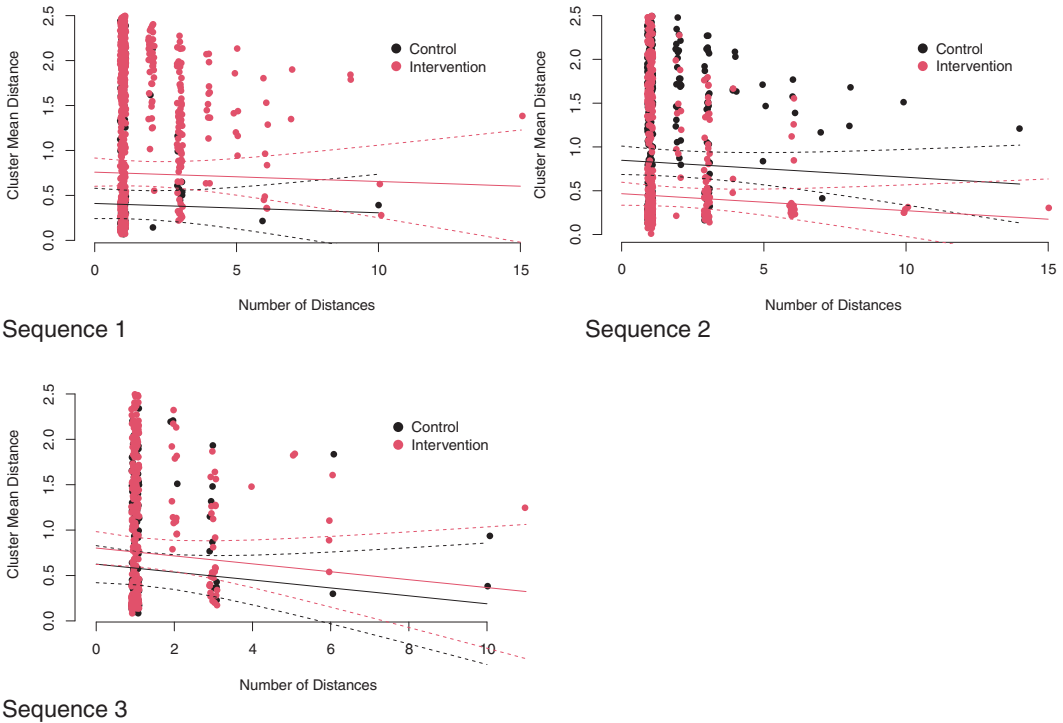 2.5
2.0
1.5
1.0
0.5
0.0
Cluster Mean Distance
Control
Intervention
0 5 10 15
Number of Distances
Sequence 1
2.5
2.0
1.5
1.0
0.5
0.0
Cluster Mean Distance
Control
Intervention
0 5 10 15
Number of Distances
Sequence 2
2.5
2.0
1.5
1.0
0.5
0.0
Cluster Mean Distance
Control
Intervention
0 2 4 6 8 10
Number of Distances
Sequence 3